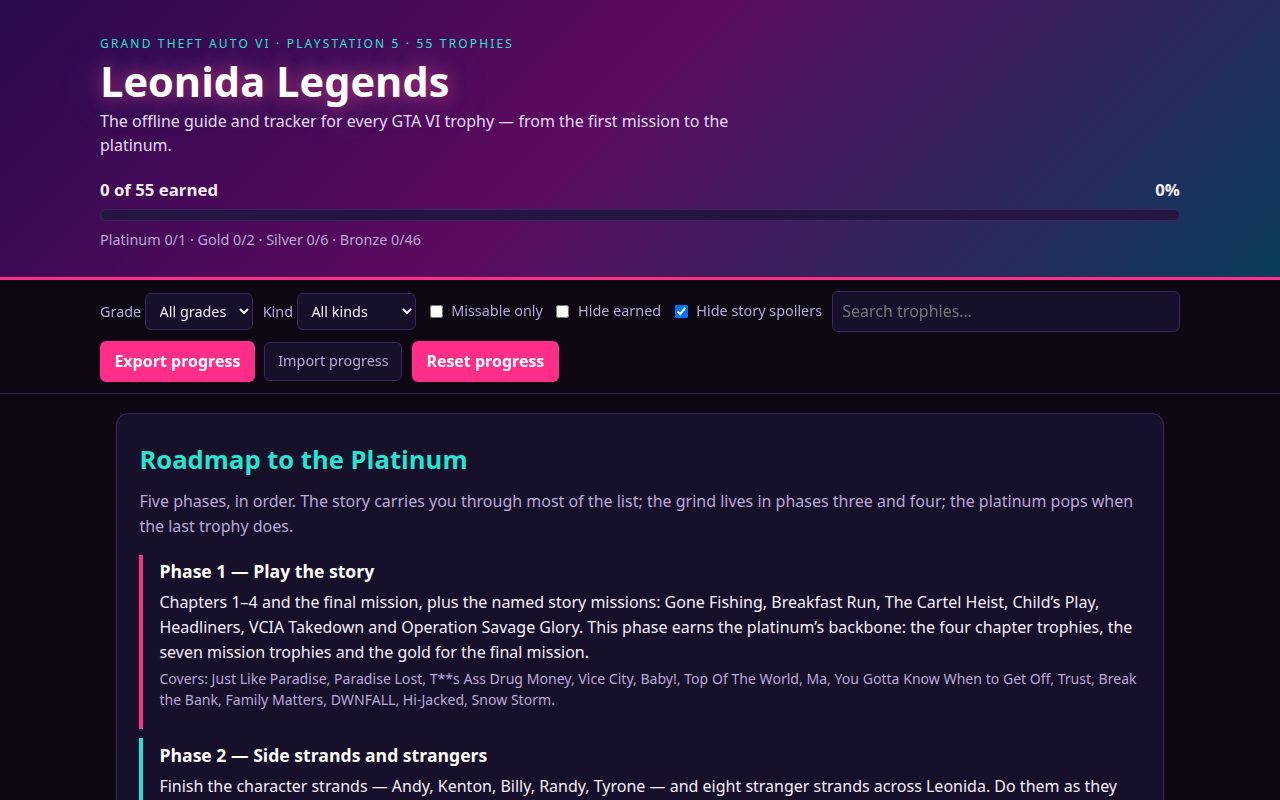 GRAND THEFT AUTO VI · PLAYSTATION 5 · 55 TROPHIES
Leonida Legends
The offline guide and tracker for every GTA VI trophy — from the first mission to the
platinum.
0 of 55 earned 0%
Platinum 0/1 · Gold 0/2 · Silver 0/6 · Bronze 0/46
Grade All grades Kind All kinds Missable only Hide earned Hide story spoilers Search trophies…
Export progress Import progress Reset progress
Roadmap to the Platinum
Five phases, in order. The story carries you through most of the list; the grind lives in phases three and four; the platinum pops when
the last trophy does.
Phase 1 — Play the story
Chapters 1–4 and the final mission, plus the named story missions: Gone Fishing, Breakfast Run, The Cartel Heist, Child’s Play,
Headliners, VCIA Takedown and Operation Savage Glory. This phase earns the platinum’s backbone: the four chapter trophies, the
seven mission trophies and the gold for the final mission.
Covers: Just Like Paradise, Paradise Lost, T**s Ass Drug Money, Vice City, Baby!, Top Of The World, Ma, You Gotta Know When to Get Off, Trust, Break
the Bank, Family Matters, DWNFALL, Hi-Jacked, Snow Storm.
Phase 2 — Side strands and strangers
Finish the character strands — Andy, Kenton, Billy, Randy, Tyrone — and eight stranger strands across Leonida. Do them as they